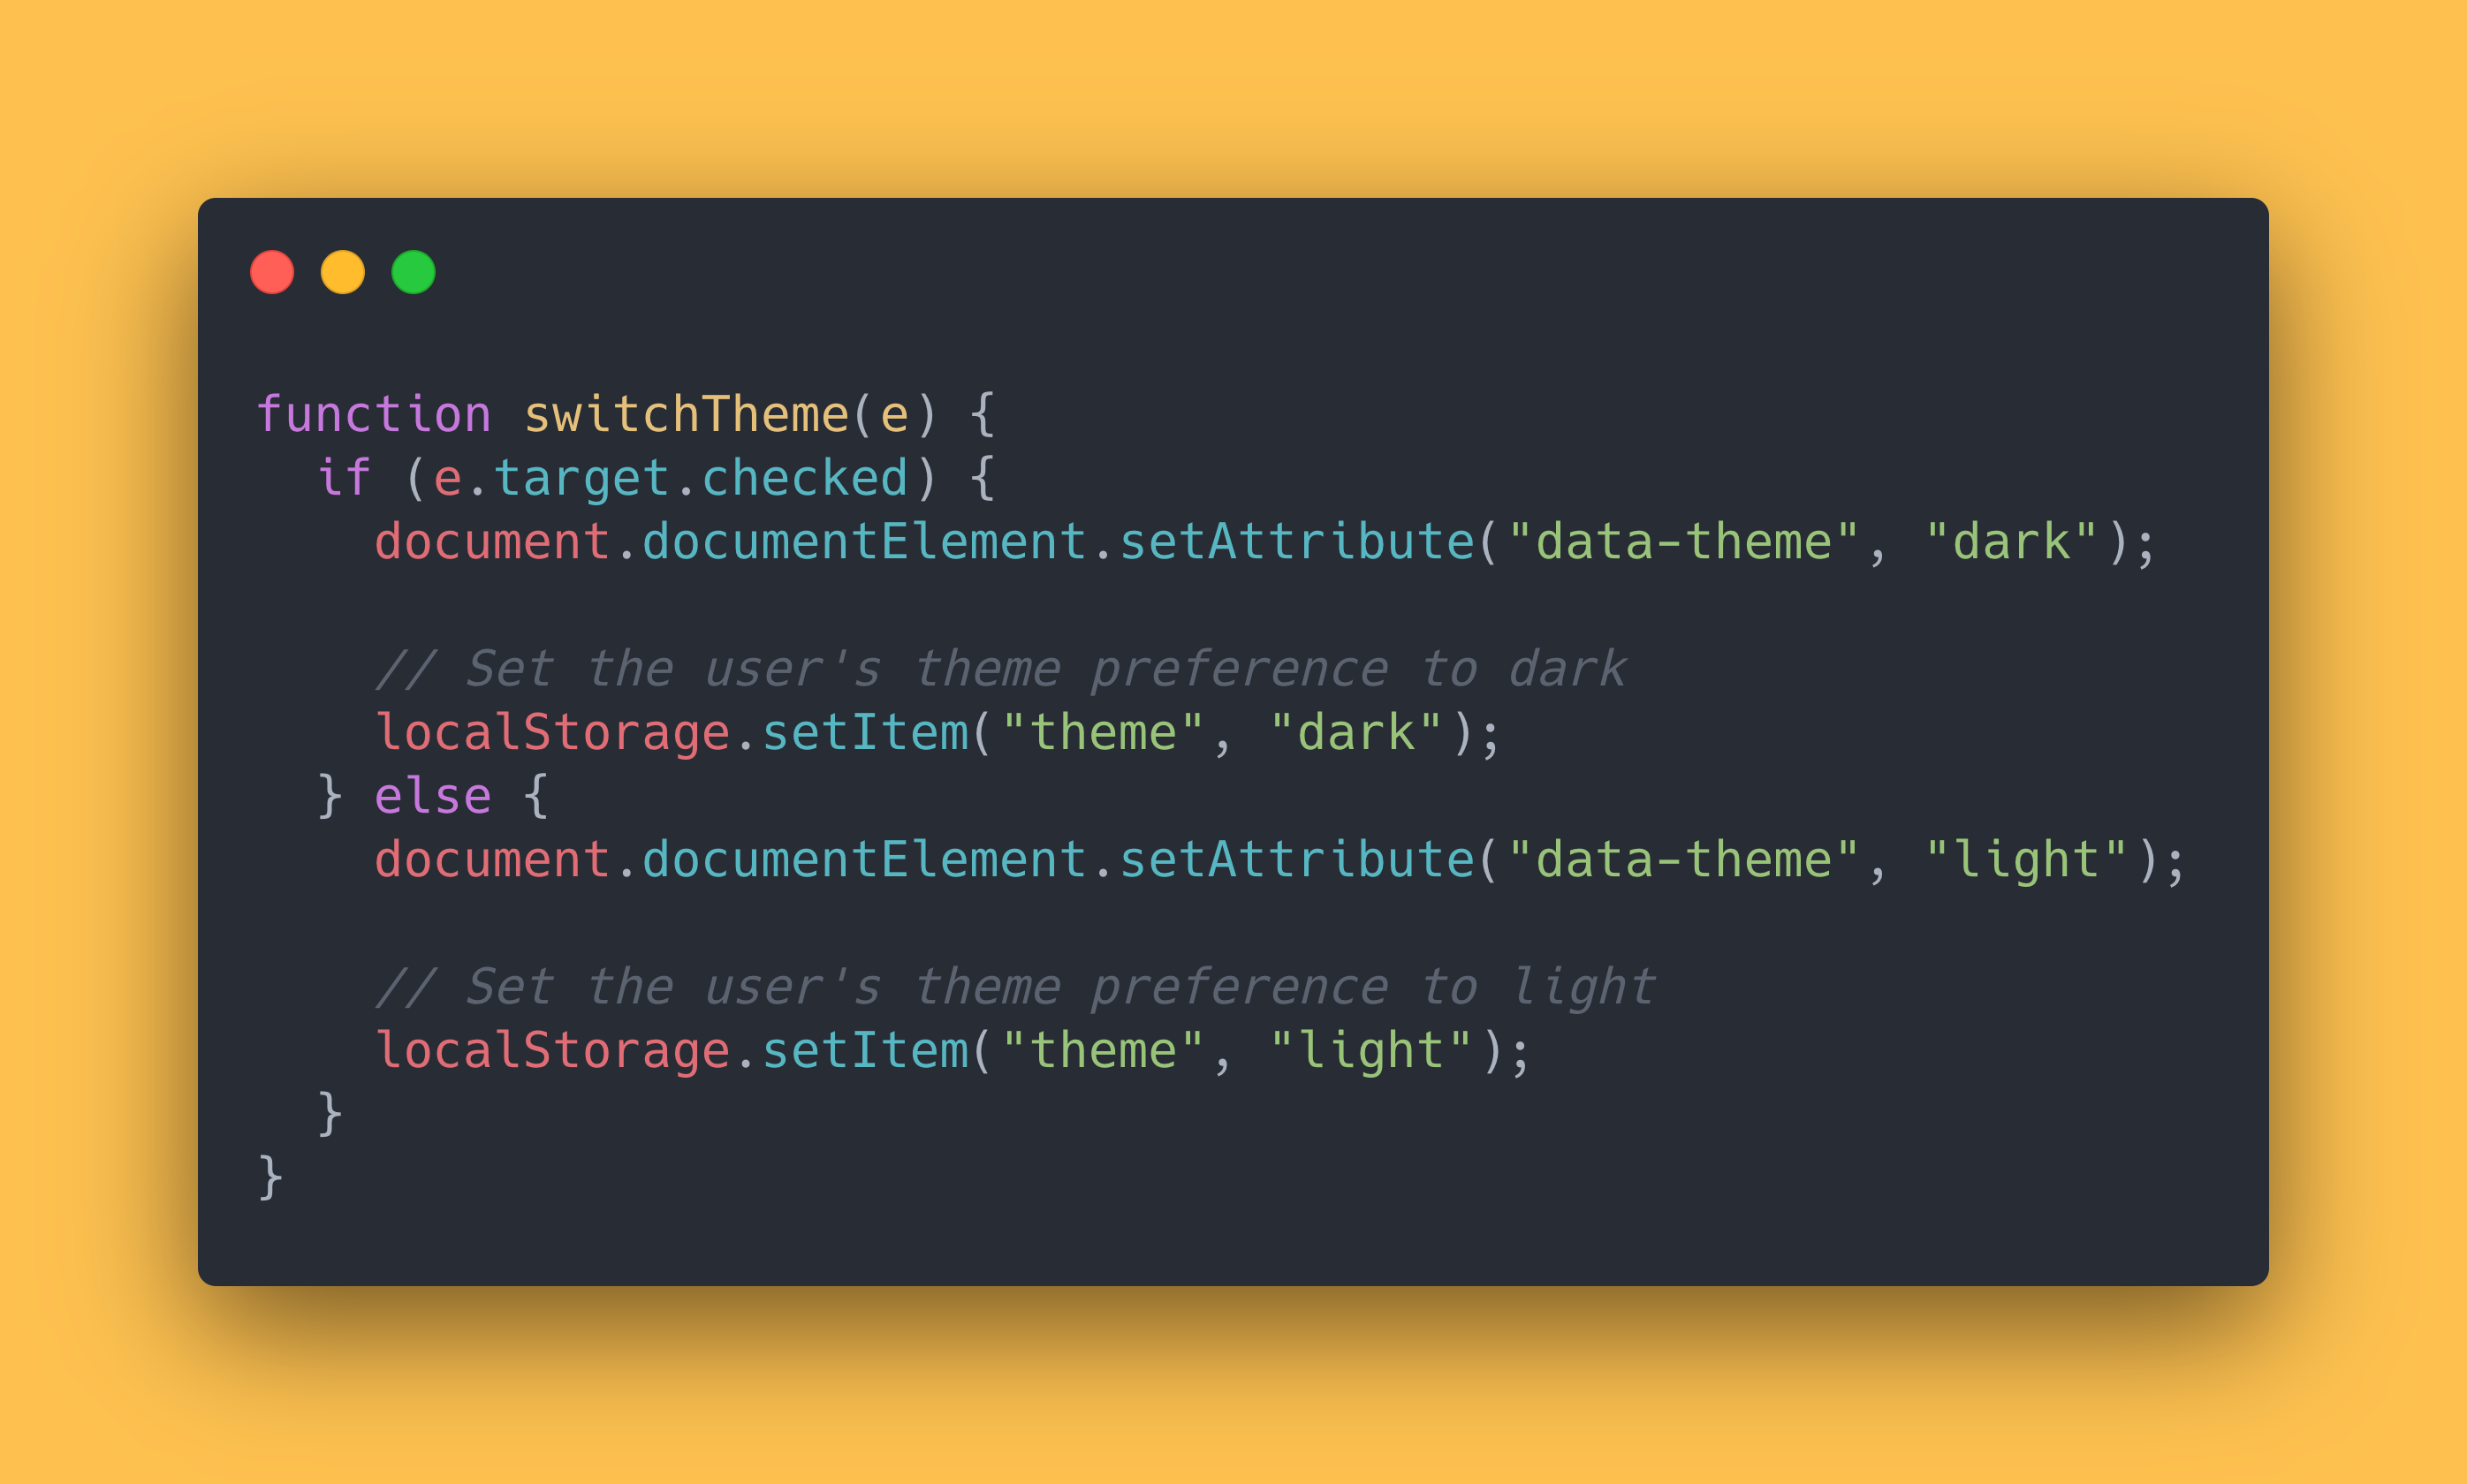 function switchTheme(e) {
  if (e.target.checked) {
    document.documentElement.setAttribute("data-theme", "dark");

    // Set the user's theme preference to dark
    localStorage.setItem("theme", "dark");
  } else {
    document.documentElement.setAttribute("data-theme", "light");

    // Set the user's theme preference to light
    localStorage.setItem("theme", "light");
  }
}